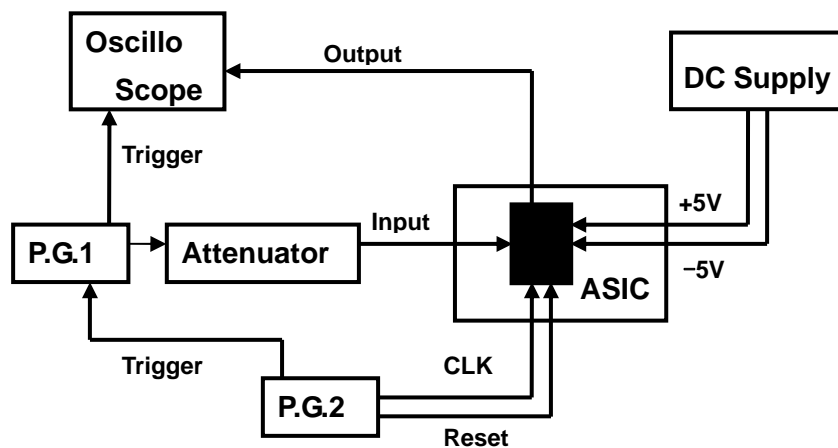 Oscillo
Scope
Output
DC Supply
Trigger
+5V
P.G.1
Attenuator
Input
−5V
ASIC
Trigger
CLK
P.G.2
Reset